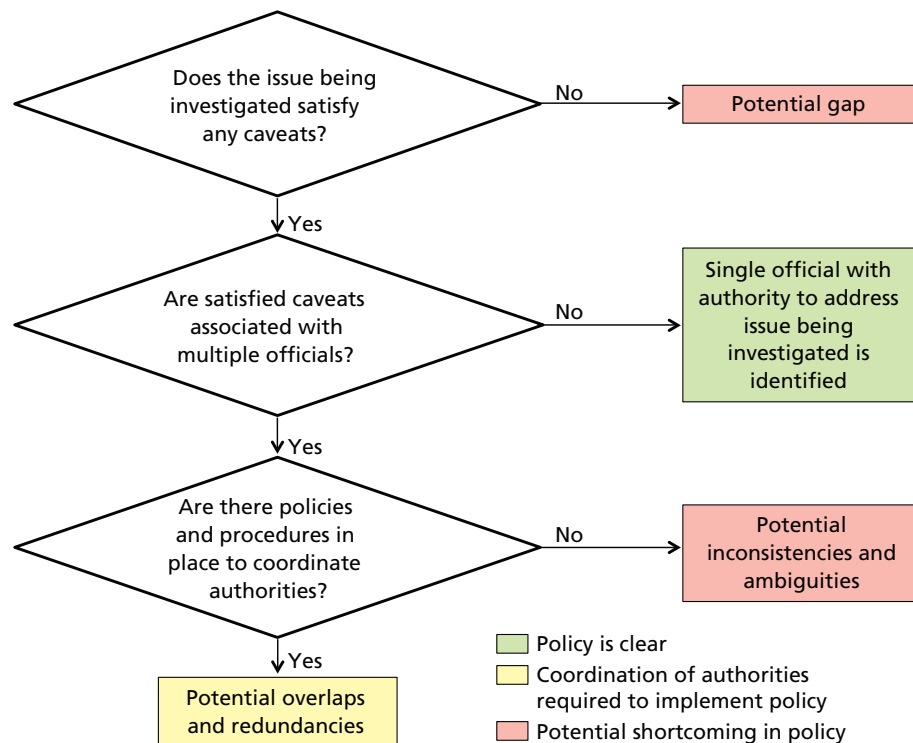 Does the issue being
investigated satisfy
any caveats?
No
Potential gap
Yes
Are satisfied caveats
associated with
multiple officials?
No
Single official with
authority to address
issue being
investigated is
identified
Yes
Are there policies
and procedures in
place to coordinate
authorities?
No
Potential
inconsistencies and
ambiguities
Yes
Potential overlaps
and redundancies
Policy is clear
Coordination of authorities
required to implement policy
Potential shortcoming in policy